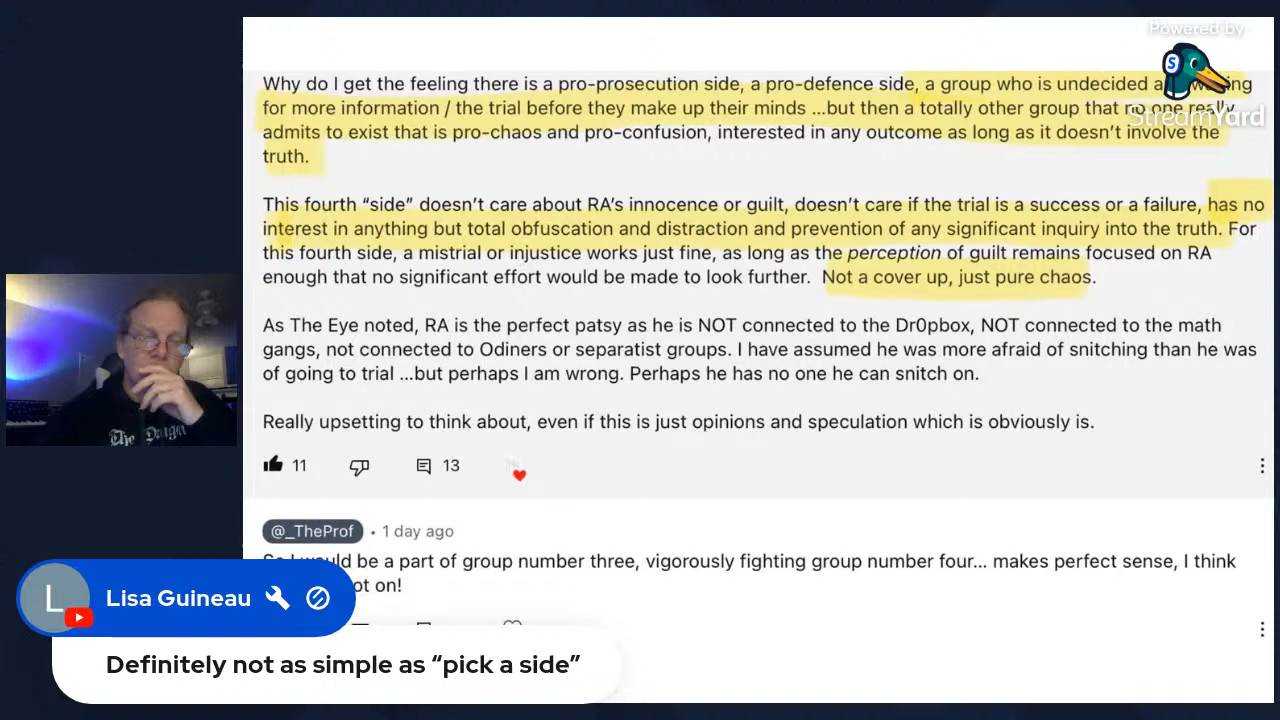 Powered by
StreamYard
Why do I get the feeling there is a pro-prosecution side, a pro-defence side, a group who is undecided
for more information / the trial before they make up their minds ...but then a totally other group that no one really
admits to exist that is pro-chaos and pro-confusion, interested in any outcome as long as it doesn't involve the
truth.
This fourth “side” doesn't care about RA's innocence or guilt, doesn't care if the trial is a success or a failure, has no
interest in anything but total obfuscation and distraction and prevention of any significant inquiry into the truth. For
this fourth side, a mistrial or injustice works just fine, as long as the perception of guilt remains focused on RA
enough that no significant effort would be made to look further. Not a cover up, just pure chaos.
As The Eye noted, RA is the perfect patsy as he is NOT connected to the Dr0pbox, NOT connected to the math
gangs, not connected to Odiners or separatist groups. I have assumed he was more afraid of snitching than he was
of going to trial ...but perhaps I am wrong. Perhaps he has no one he can snitch on.
Really upsetting to think about, even if this is just opinions and speculation which is obviously is.
11 13
@_TheProf • 1 day ago
So I would be a part of group number three, vigorously fighting group number four... makes perfect sense, I think
ot on!
L Lisa Guineau
Definitely not as simple as “pick a side”
The